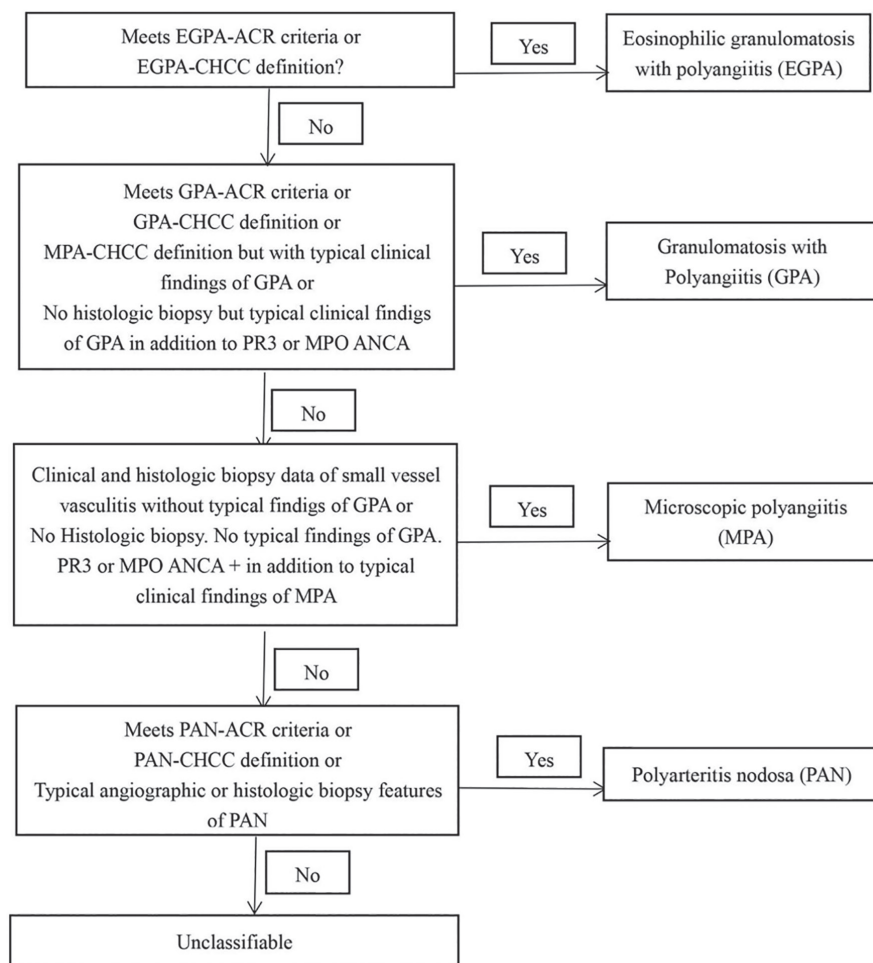 Meets EGPA-ACR criteria or
EGPA-CHCC definition?
Yes
Eosinophilic granulomatosis
with polyangiitis (EGPA)
No
Meets GPA-ACR criteria or
GPA-CHCC definition or
MPA-CHCC definition but with typical clinical
findings of GPA or
No histologic biopsy but typical clinical findigs
of GPA in addition to PR3 or MPO ANCA
Yes
Granulomatosis with
Polyangiitis (GPA)
No
Clinical and histologic biopsy data of small vessel
vasculitis without typical findigs of GPA or
No Histologic biopsy. No typical findings of GPA.
PR3 or MPO ANCA + in addition to typical
clinical findings of MPA
Yes
Microscopic polyangiitis
(MPA)
No
Meets PAN-ACR criteria or
PAN-CHCC definition or
Typical angiographic or histologic biopsy features
of PAN
Yes
Polyarteritis nodosa (PAN)
No
Unclassifiable